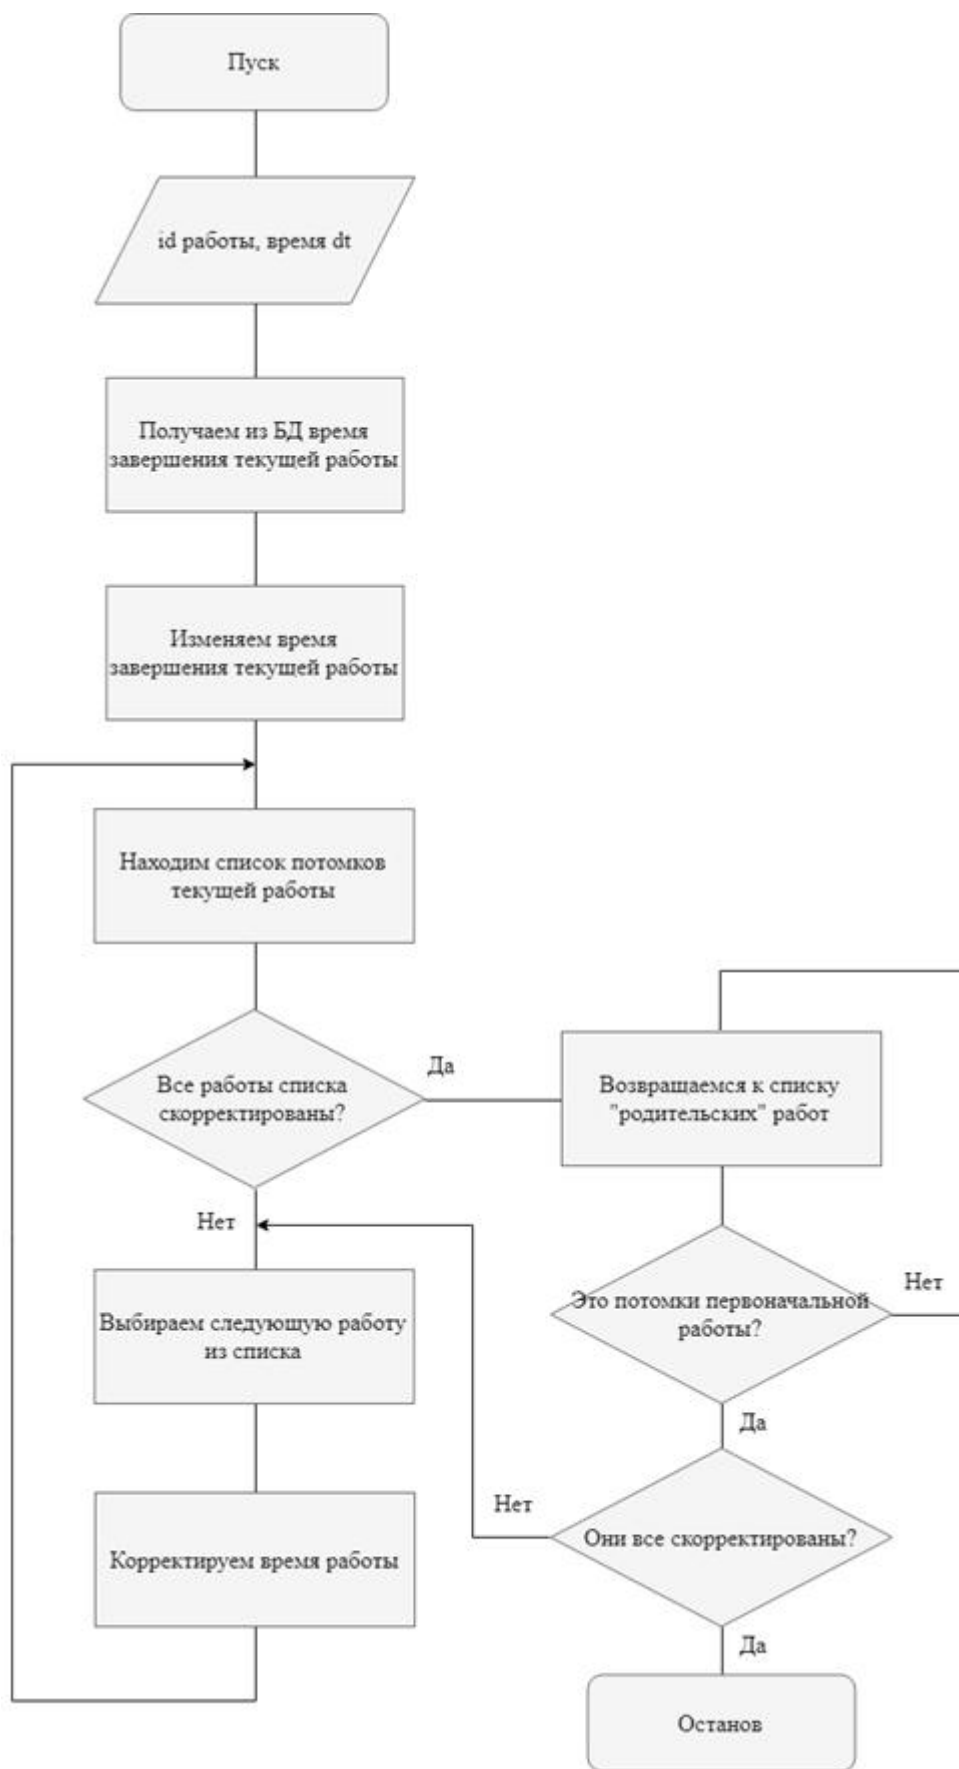 Пуск
id работы, время dt
Получаем из БД время
завершения текущей работы
Изменяем время
завершения текущей работы
Находим список потомков
текущей работы
Все работы списка
скорректированы?
Да
Возвращаемся к списку
"родительских" работ
Нет
Это потомки первоначальной
работы?
Нет
Выбираем следующую работу
из списка
Да
Нет
Они все скорректированы?
Корректируем время работы
Да
Останов